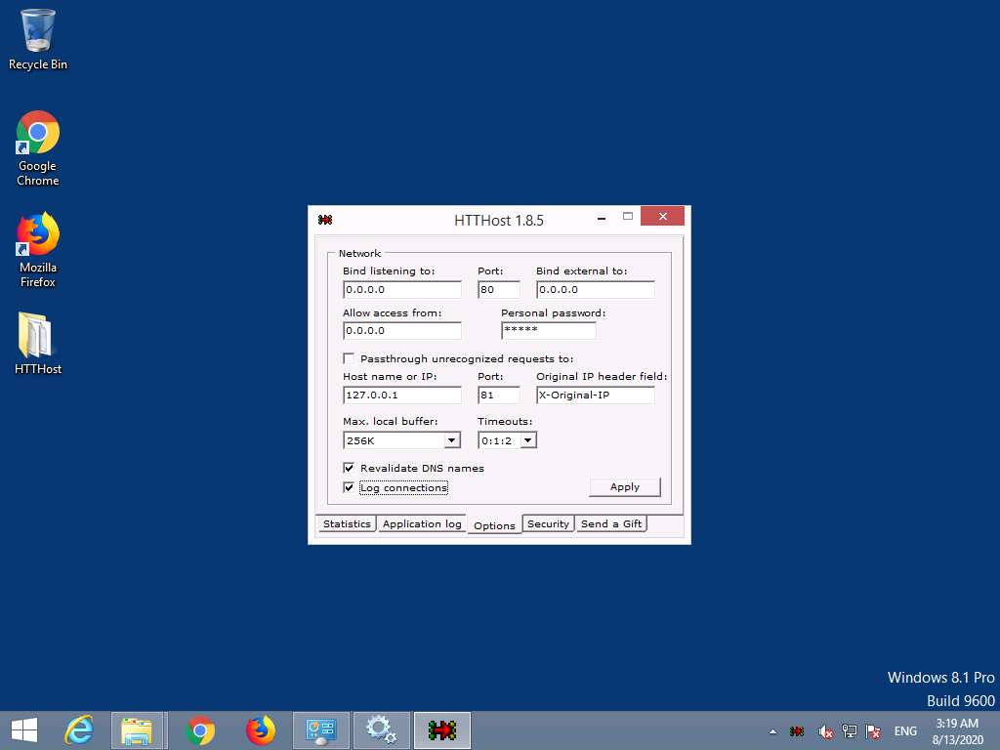 Recycle Bin
Google
Chrome
Mozilla
Firefox
HTTHost
HTTHost 1.8.5
Network
Bind listening to: Port: Bind external to:
0.0.0.0 80 0.0.0.0
Allow access from: Personal password:
0.0.0.0 *****
Passthrough unrecognized requests to:
Host name or IP: Port: Original IP header field:
127.0.0.1 81 X-Original-IP
Max. local buffer: Timeouts:
256K 0:1:2
Revalidate DNS names
Log connections Apply
Statistics Application log Options Security Send a Gift
Windows 8.1 Pro
Build 9600
ENG
3:19 AM
8/13/2020